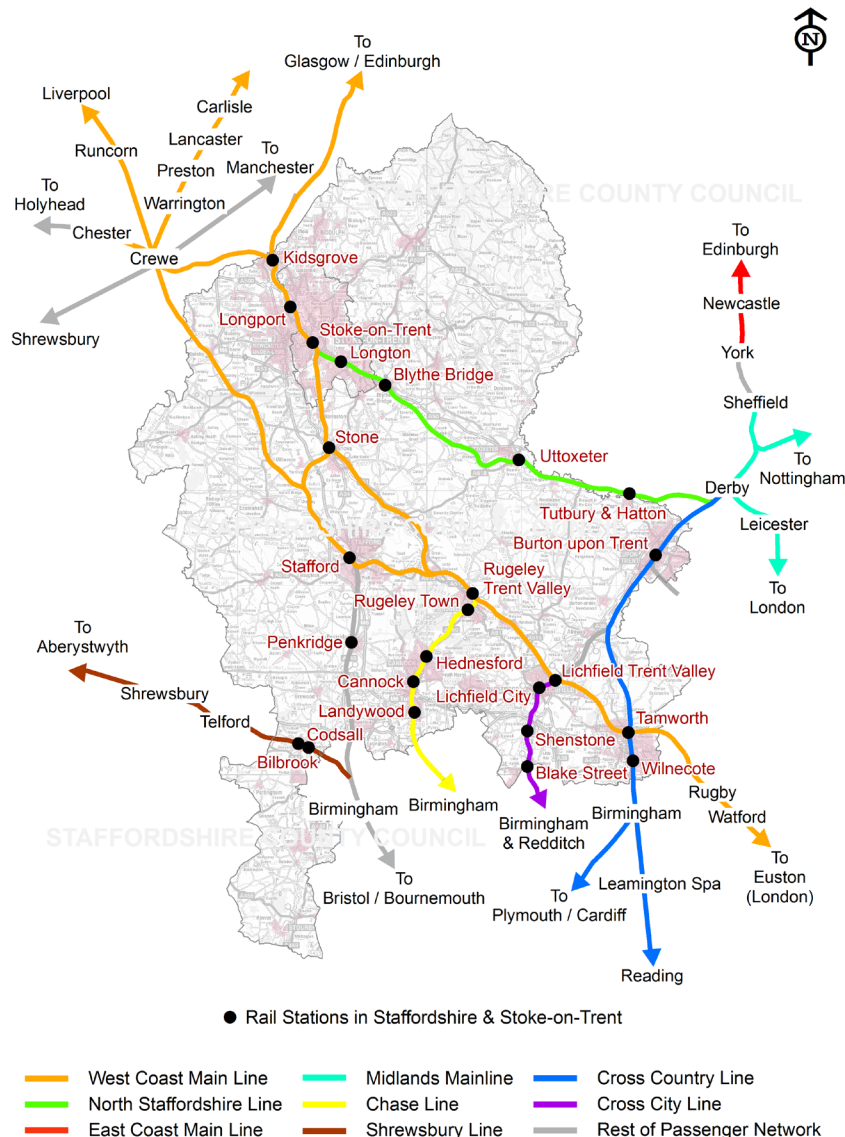 N
To
Glasgow / Edinburgh
Liverpool
Carlisle
Lancaster
Runcorn
To
Manchester
Preston
To
Holyhead
Warrington
Chester
Crewe
Kidsgrove
Shrewsbury
Longport
Stoke-on-Trent
Longton
Blythe Bridge
SHIRE COUNTY COUNCIL
To
Edinburgh
Newcastle
York
Sheffield
To
Nottingham
Stone
Uttoxeter
Derby
Tutbury & Hatton
Leicester
Burton upon Trent
To
London
Stafford
Rugeley
Trent Valley
Rugeley Town
Penkridge
To
Aberystwyth
Shrewsbury
Telford
Codsall
Bilbrook
Hednesford
Cannock
Landywood
Lichfield Trent Valley
Lichfield City
Tamworth
Shenstone
Blake Street
Wilnecote
Birmingham
Birmingham
Birmingham
& Redditch
Birmingham
Rugby
Watford
STAFFORDSHIRE COUNTY COUNCIL
To
Bristol / Bournemouth
To
Plymouth / Cardiff
Leamington Spa
To
Euston
(London)
Reading
Rail Stations in Staffordshire & Stoke-on-Trent
West Coast Main Line
Midlands Mainline
Cross Country Line
North Staffordshire Line
Chase Line
Cross City Line
East Coast Main Line
Shrewsbury Line
Rest of Passenger Network